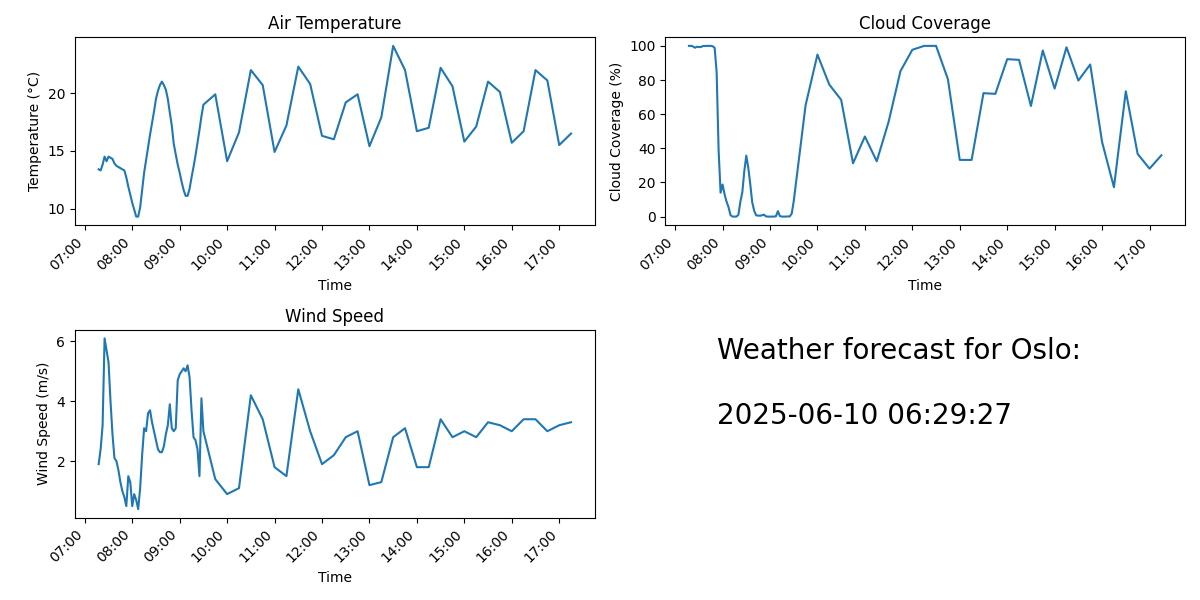 Air Temperature
Temperature (°C)
20
15
10
07:00 08:00 09:00 10:00 11:00 12:00 13:00 14:00 15:00 16:00 17:00
Time
Cloud Coverage
Cloud Coverage (%)
100
80
60
40
20
0
07:00 08:00 09:00 10:00 11:00 12:00 13:00 14:00 15:00 16:00 17:00
Time
Wind Speed
Wind Speed (m/s)
6
4
2
07:00 08:00 09:00 10:00 11:00 12:00 13:00 14:00 15:00 16:00 17:00
Time
Weather forecast for Oslo:
2025-06-10 06:29:27